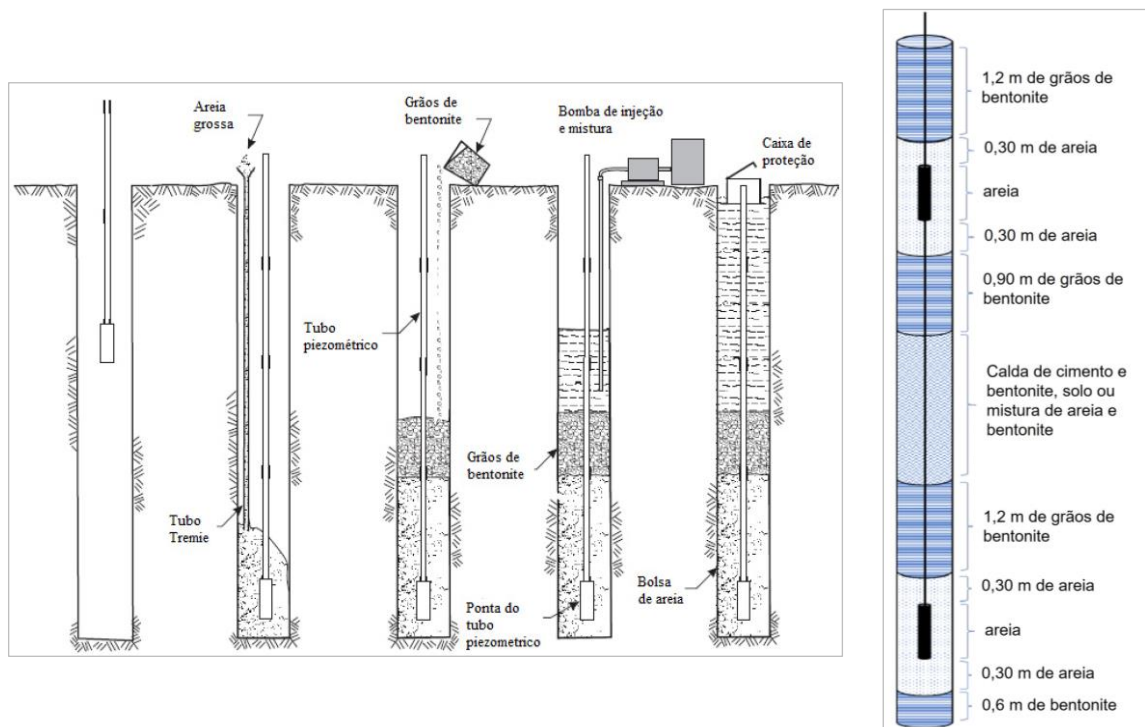 Areia
grossa
Grãos de
bentonite
Bomba de injeção
e mistura
Caixa de
proteção
Tubo
piezométrico
Grãos de
bentonite
Tubo
Tremie
Ponta do
tubo
piezometrico
Bolsa
de areia
1,2 m de grãos de
bentonite
0,30 m de areia
areia
0,30 m de areia
0,90 m de grãos de
bentonite
Calda de cimento e
bentonite, solo ou
mistura de areia e
bentonite
1,2 m de grãos de
bentonite
0,30 m de areia
areia
0,30 m de areia
0,6 m de bentonite